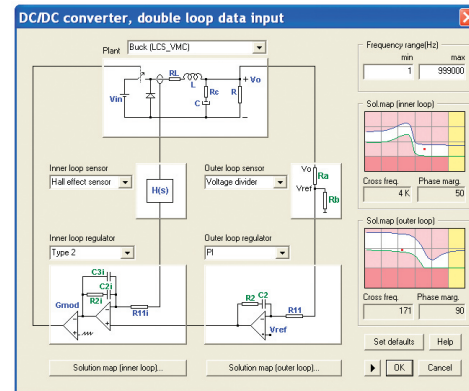 DC/DC converter, double loop data input
Plant Buck (LCS_VMC)
RL
L
+ Vo
Rc
R
Vin
C
Inner loop sensor
Hall effect sensor
H(s)
Outer loop sensor
Voltage divider
Vo
Ra
Vref
Rb
Inner loop regulator
Type 2
Outer loop regulator
PI
C3i
C2i
R2i
Gmod
R11i
R2
C2
R11
Vref
Solution map (inner loop)...
Solution map (outer loop)...
Frequency range(Hz)
min max
1 999000
Sol.map (inner loop)
Cross freq. Phase marg.
4 K 50
Sol.map (outer loop)
Cross freq. Phase marg.
171 90
Set defaults Help
OK Cancel